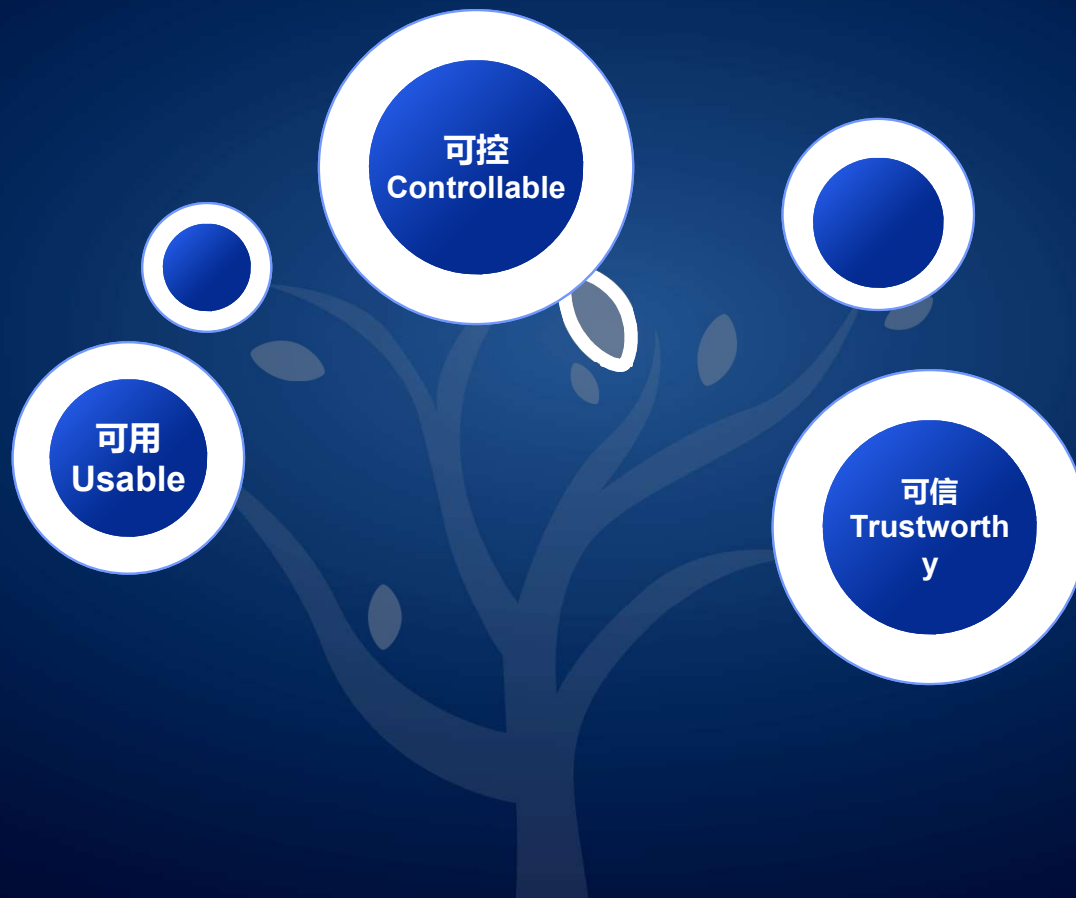 可控
Controllable
可用
Usable
可信
Trustworth
y